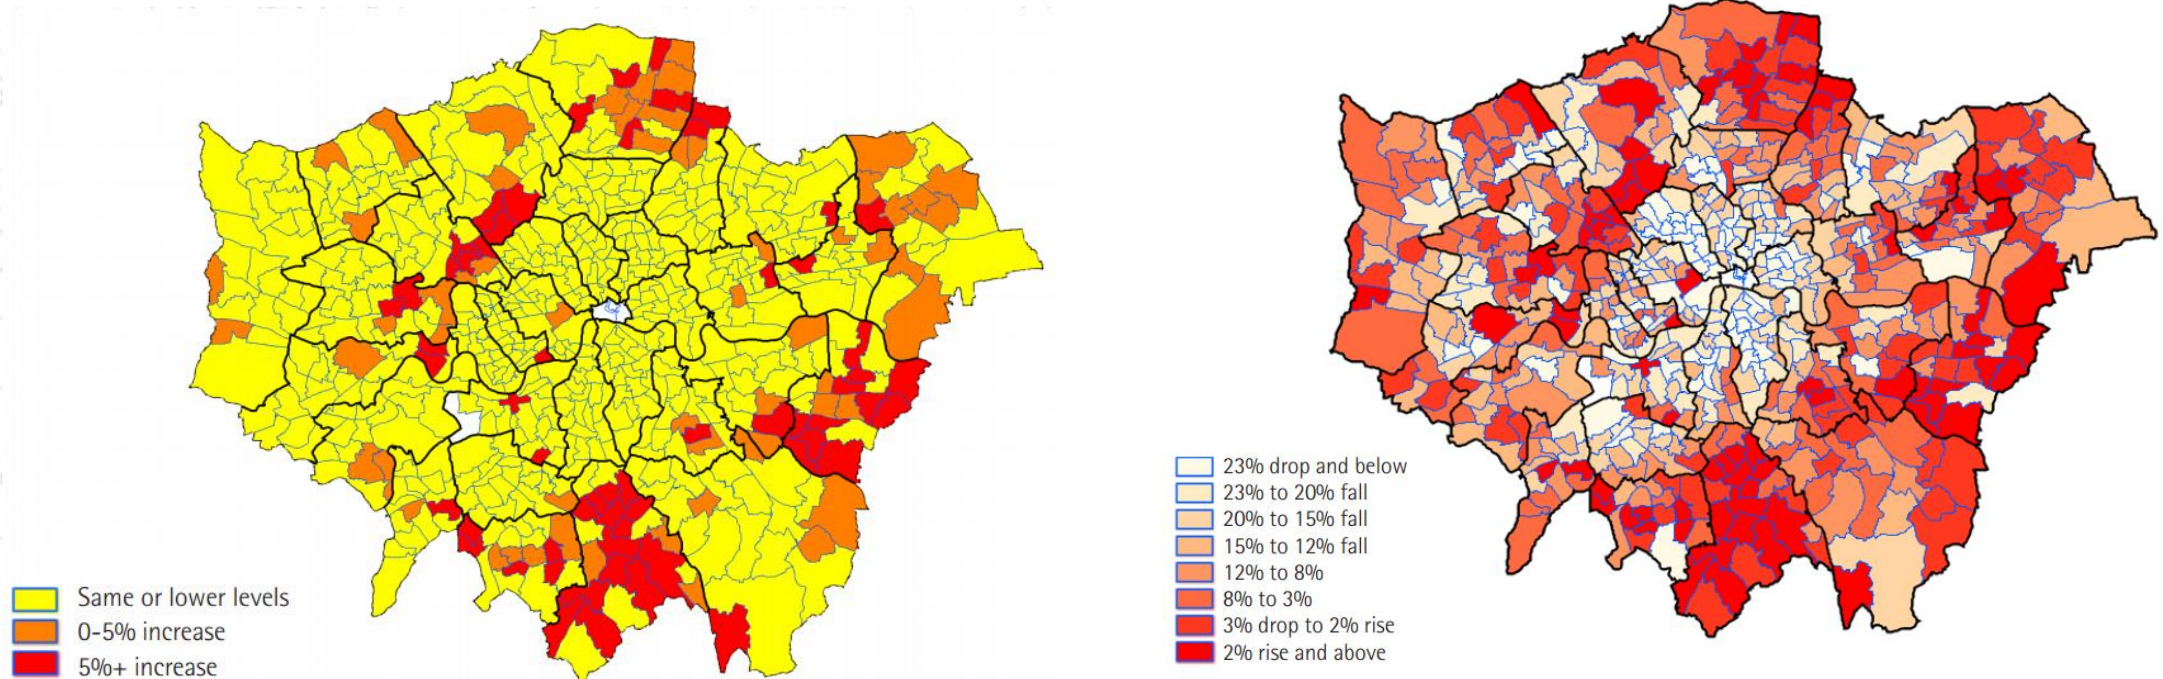 Same or lower levels
0-5% increase
5%+ increase
23% drop and below
23% to 20% fall
20% to 15% fall
15% to 12% fall
12% to 8%
8% to 3%
3% drop to 2% rise
2% rise and above